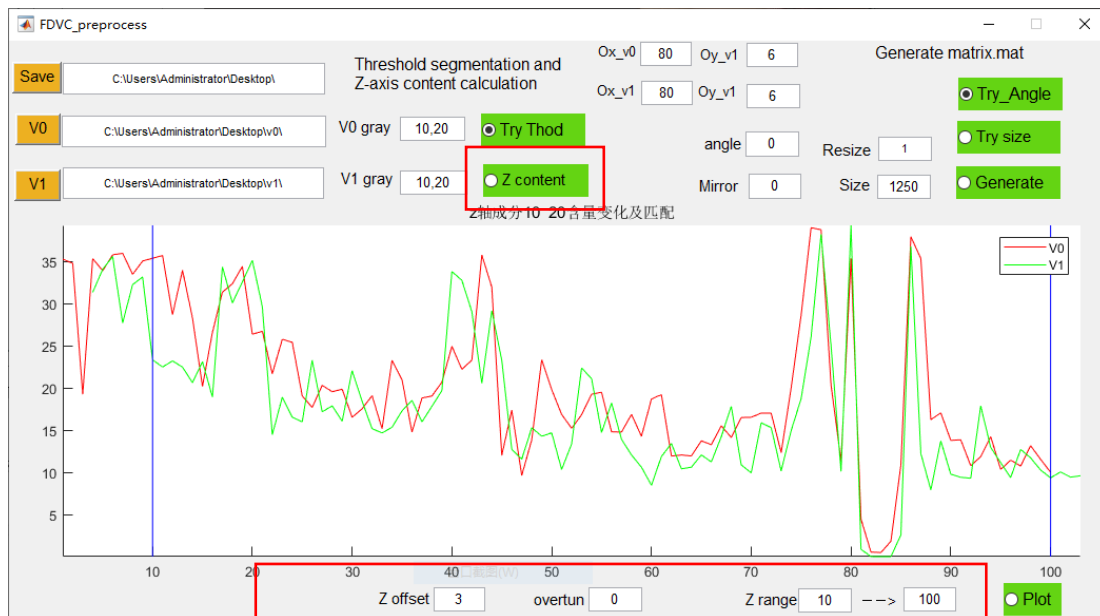 FDVC_preprocess
Save
C:\Users\Administrator\Desktop\
Threshold segmentation and
Z-axis content calculation
Ox_v0 80 Oy_v1 6
Generate matrix.mat
Ox_v1 80 Oy_v1 6
Try_Angle
V0
C:\Users\Administrator\Desktop\v0\
V0 gray 10,20
Try Thod
angle 0
Resize 1
Try size
V1
C:\Users\Administrator\Desktop\v1\
V1 gray 10,20
Z content
Mirror 0
Size 1250
Generate
Z轴成分10 20含量变化及匹配
V0
V1
35
30
25
20
15
10
5
10 20 30 40 50 60 70 80 90 100
Z offset 3 overtun 0 Z range 10 --> 100
Plot